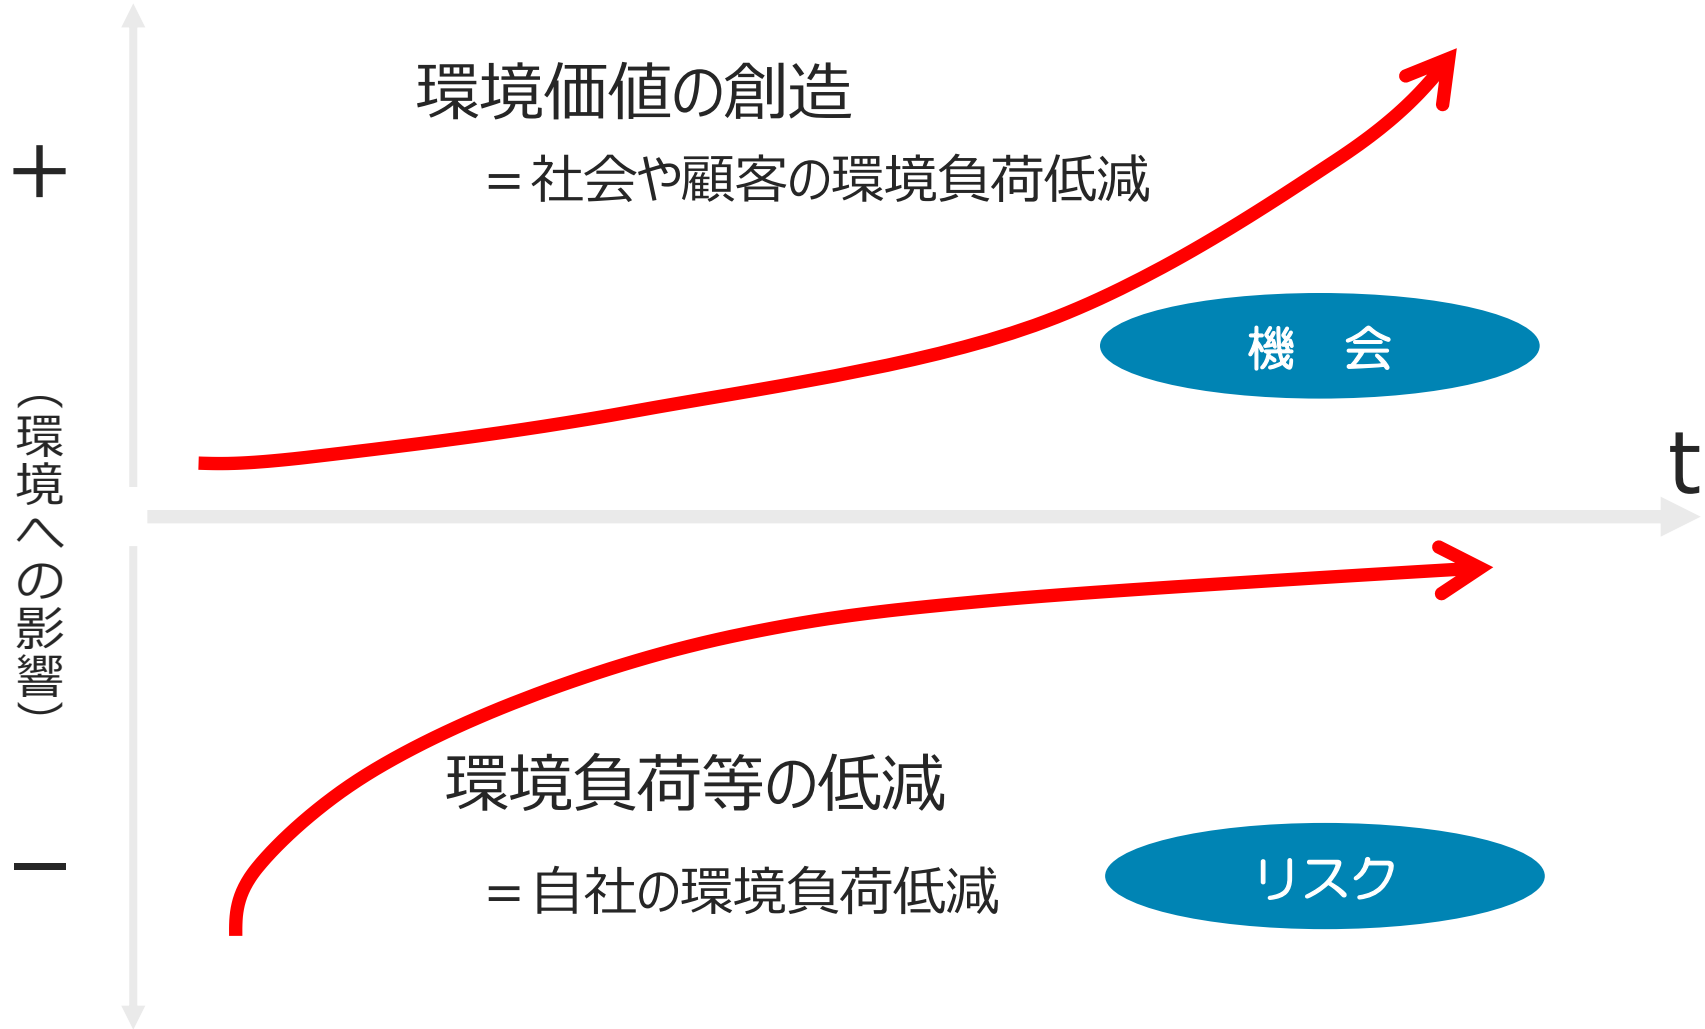 環境価値の創造
＝社会や顧客の環境負荷低減
＋
機　会
（環境への影響）
t
環境負荷等の低減
－
＝自社の環境負荷低減
リスク